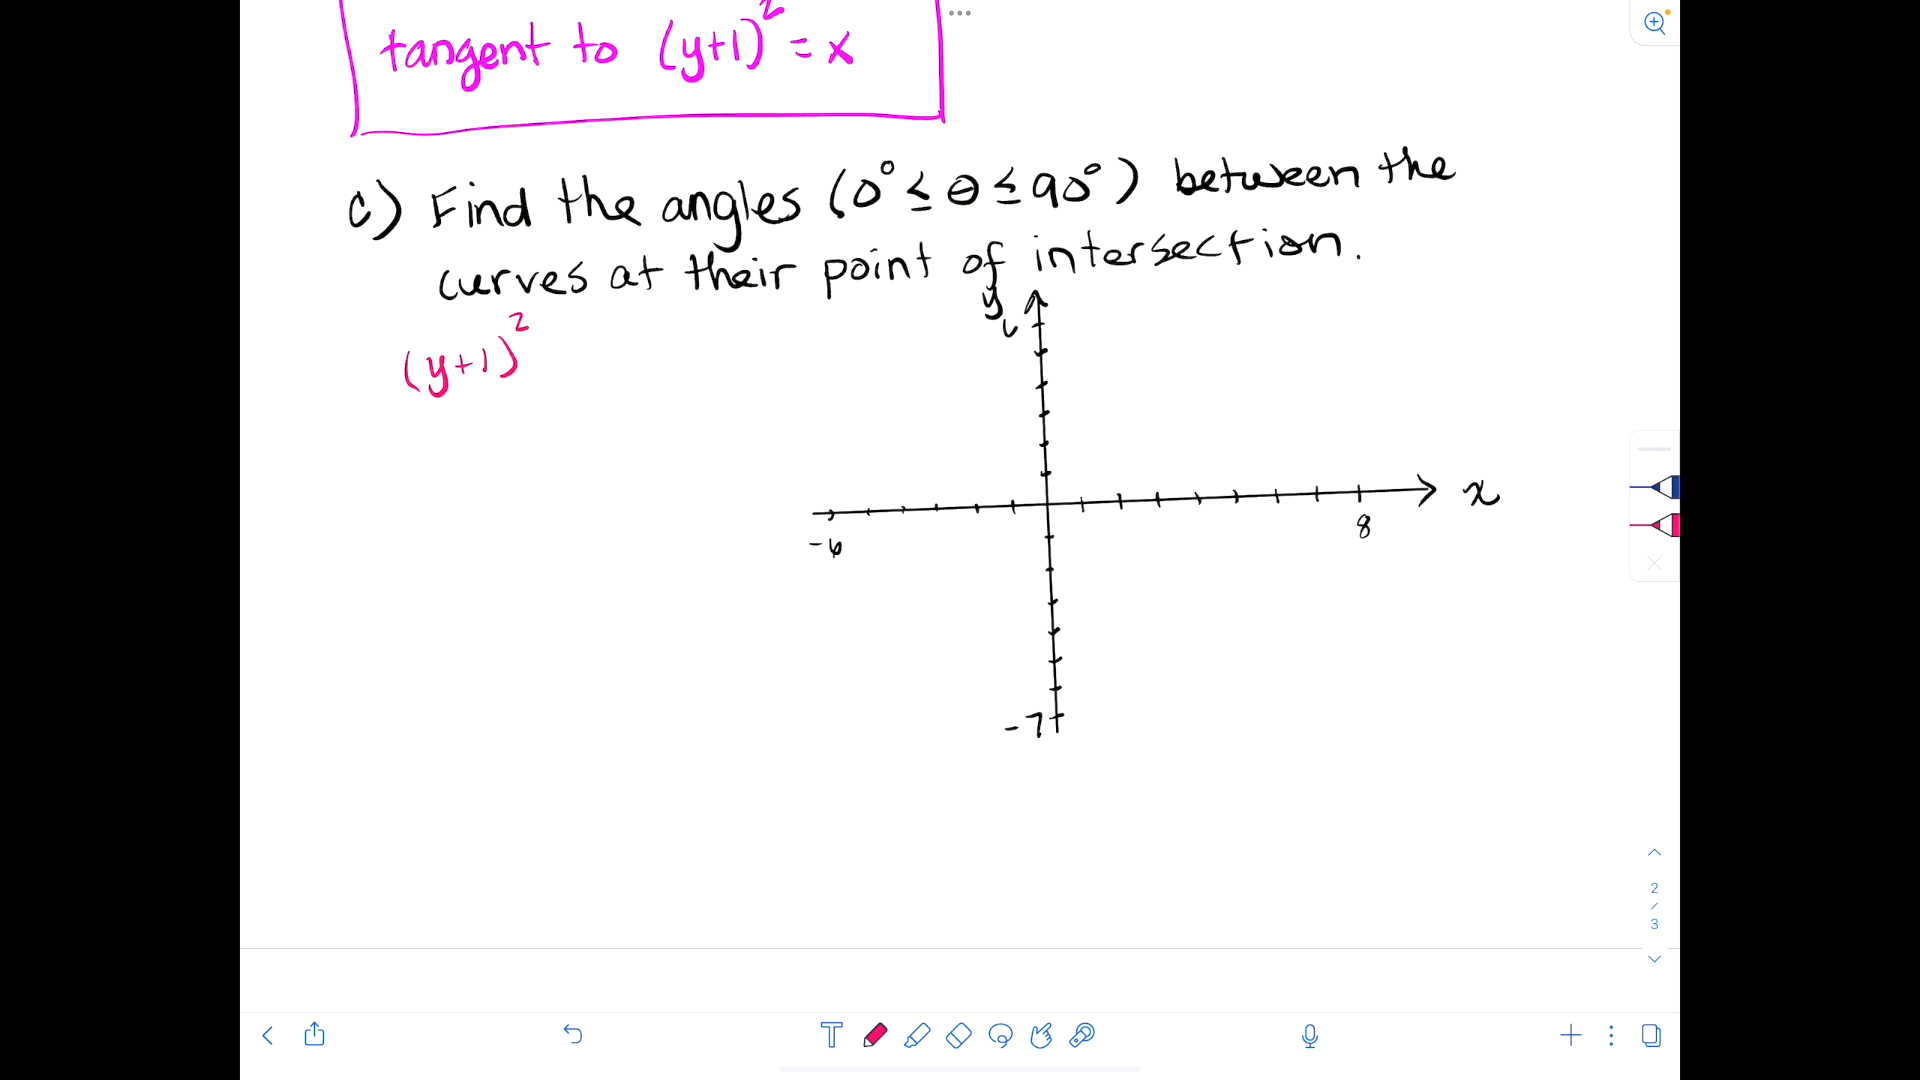 tangent to (y+1)² = x
c) Find the angles (0° ≤ θ ≤ 90°) between the
curves at their point of intersection.
(y+1)²
y
6
x
-6
8
-7
2
/
3
T